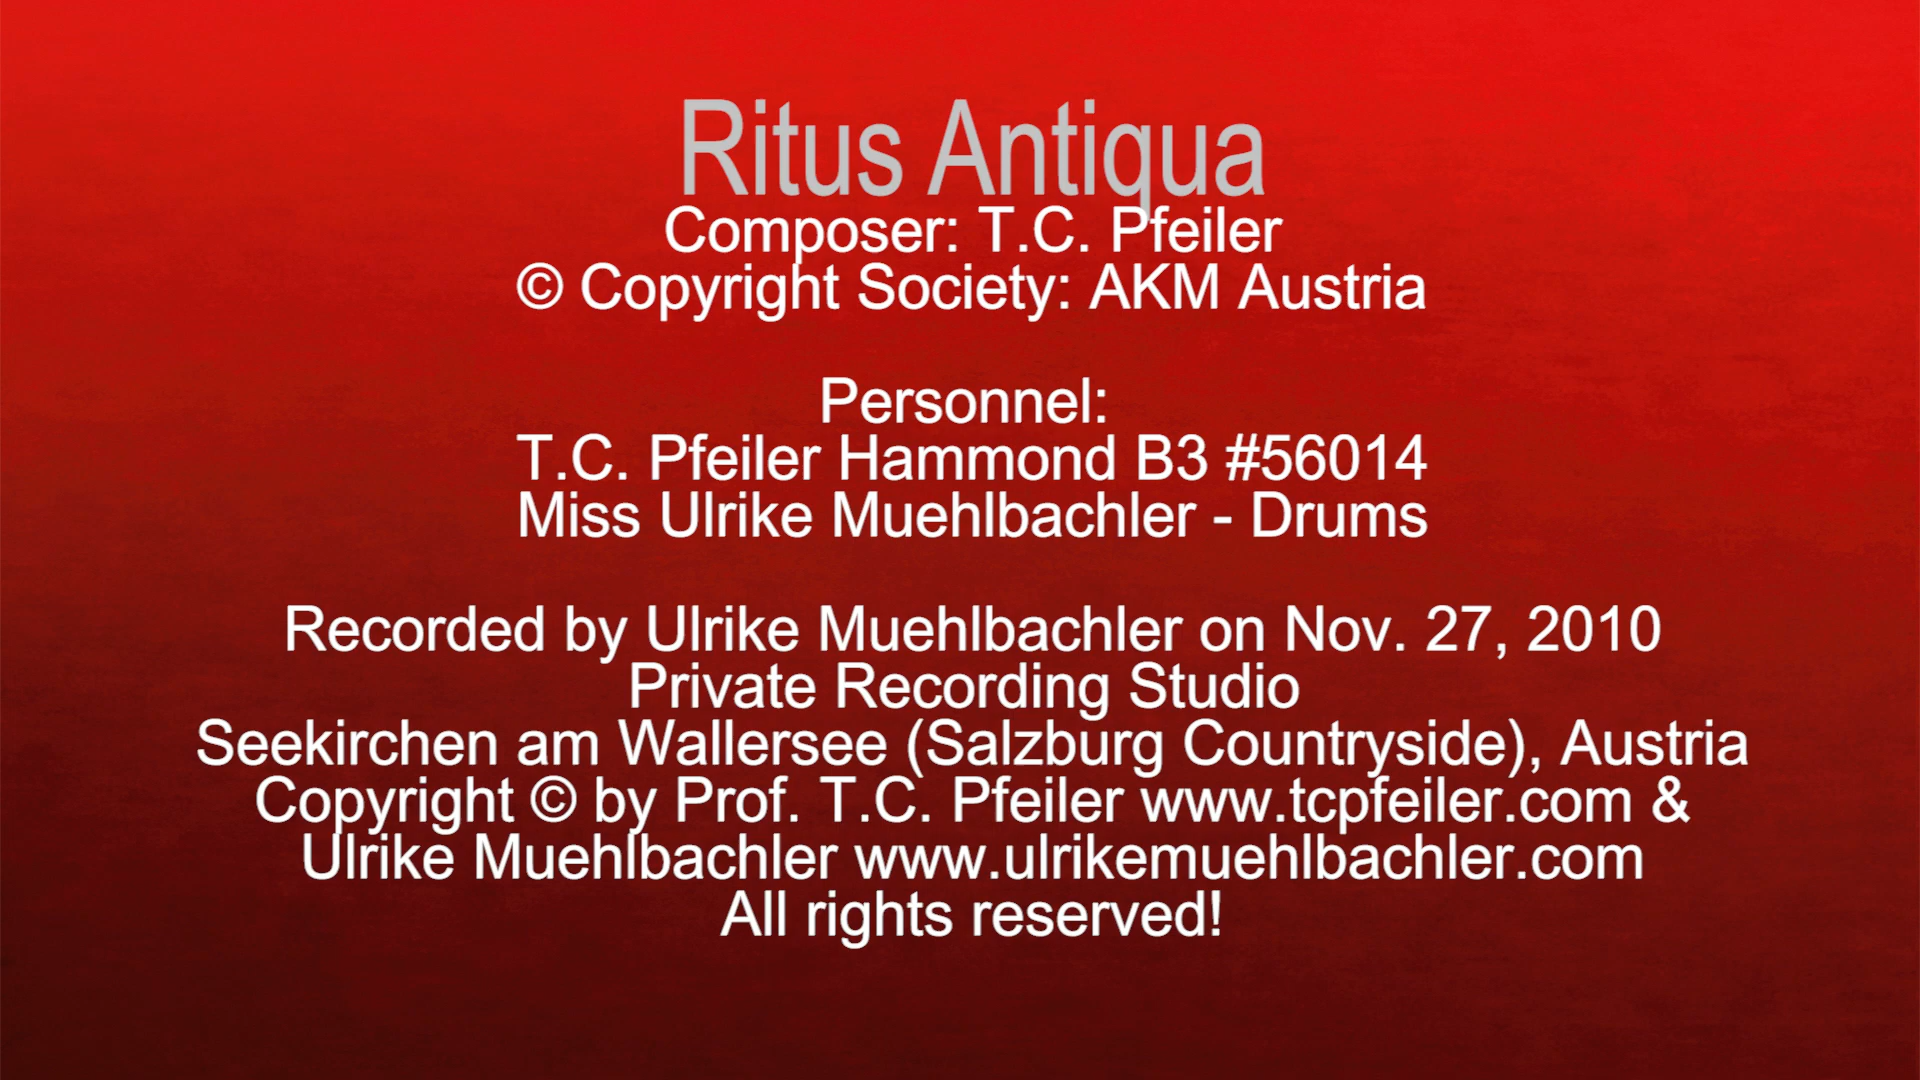 Ritus Antiqua
Composer: T.C. Pfeiler
© Copyright Society: AKM Austria
Personnel:
T.C. Pfeiler Hammond B3 #56014
Miss Ulrike Muehlbachler - Drums
Recorded by Ulrike Muehlbachler on Nov. 27, 2010
Private Recording Studio
Seekirchen am Wallersee (Salzburg Countryside), Austria
Copyright © by Prof. T.C. Pfeiler www.tcpfeiler.com &
Ulrike Muehlbachler www.ulrikemuehlbachler.com
All rights reserved!